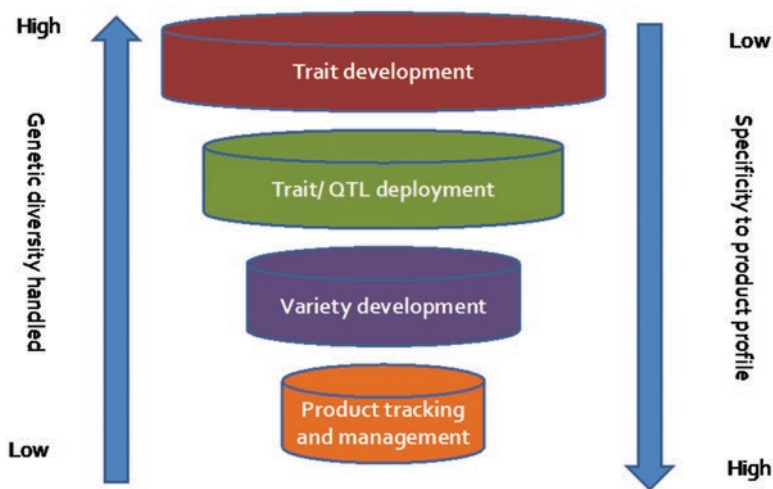 High
Low
Trait development
Genetic diversity handled
Specificity to product profile
Trait/ QTL deployment
Variety development
Product tracking
and management
Low
High